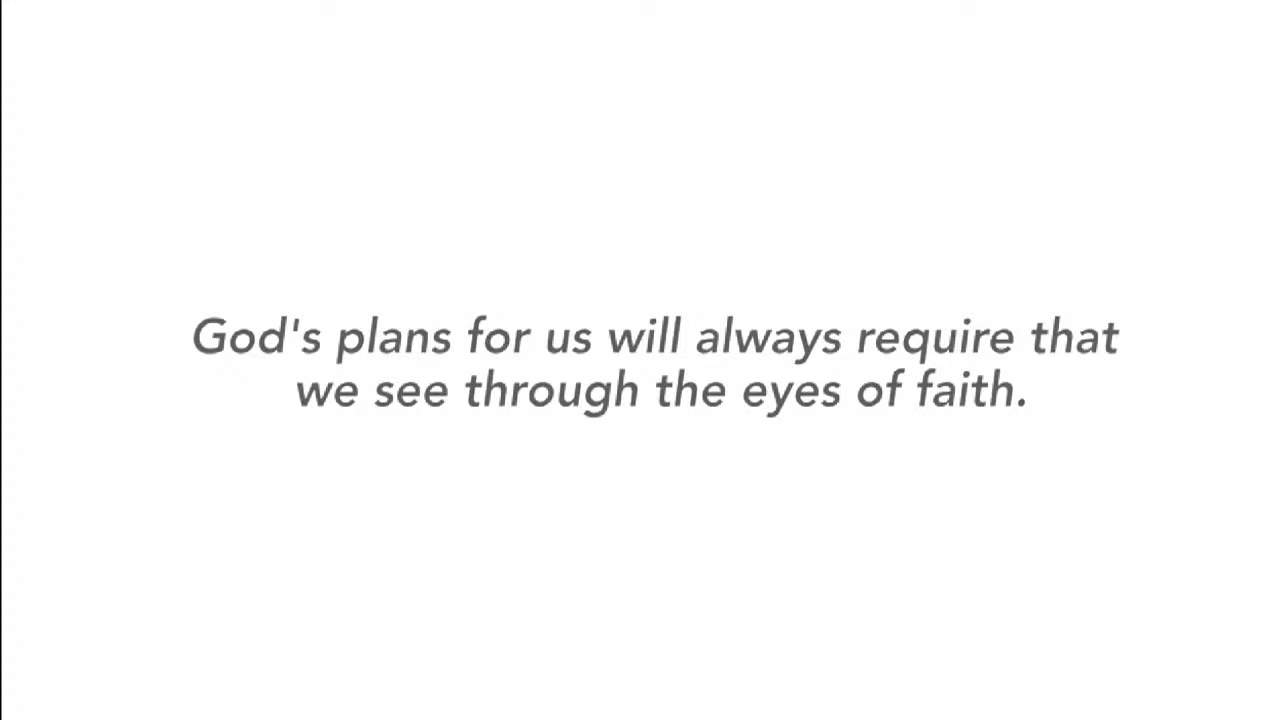 God's plans for us will always require that
we see through the eyes of faith.